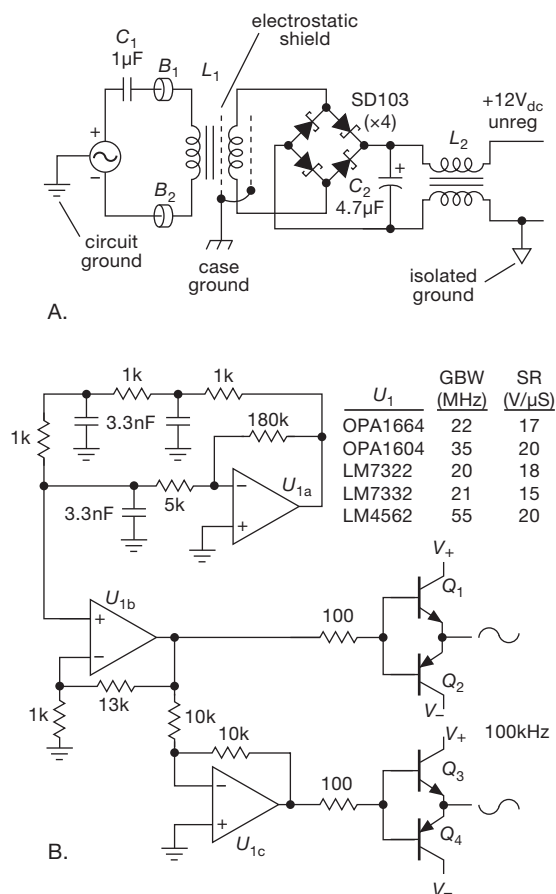 electrostatic
shield
C1
1µF
B1
L1
SD103
(×4)
+12Vdc
unreg
L2
+
−
+
C2
4.7µF
B2
circuit
ground
case
ground
isolated
ground
A.
1k
1k
3.3nF
1k
180k
5k
3.3nF
−
+
U1a
U1
GBW
(MHz)
SR
(V/µS)
OPA1664 22 17
OPA1604 35 20
LM7322 20 18
LM7332 21 15
LM4562 55 20
U1b
+
−
1k
13k
10k
10k
100
V+
Q1
Q2
V−
−
+
U1c
100
V+
100kHz
Q3
Q4
V−
B.